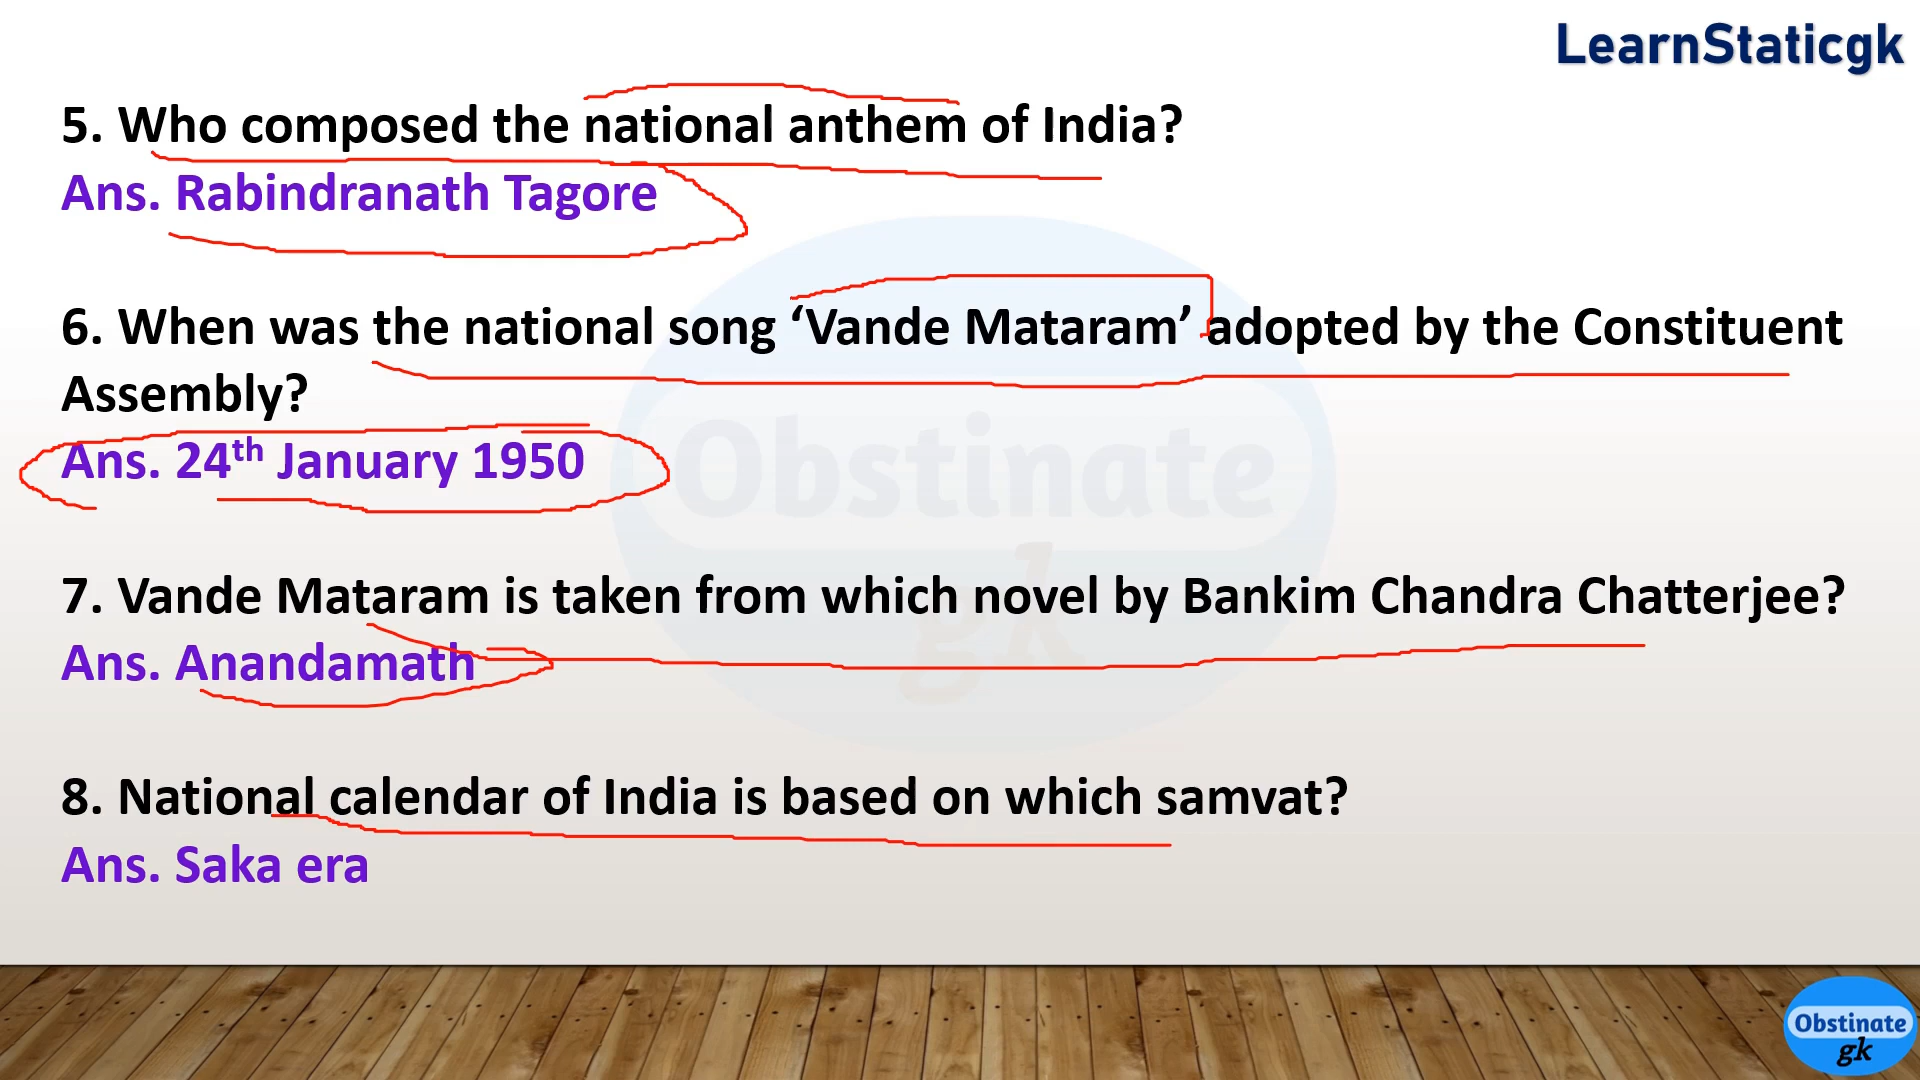 LearnStaticgk
5. Who composed the national anthem of India?
Ans. Rabindranath Tagore
6. When was the national song ‘Vande Mataram’ adopted by the Constituent
Assembly?
Ans. 24th January 1950
7. Vande Mataram is taken from which novel by Bankim Chandra Chatterjee?
Ans. Anandamath
8. National calendar of India is based on which samvat?
Ans. Saka era
Obstinate
gk
Obstinate
gk